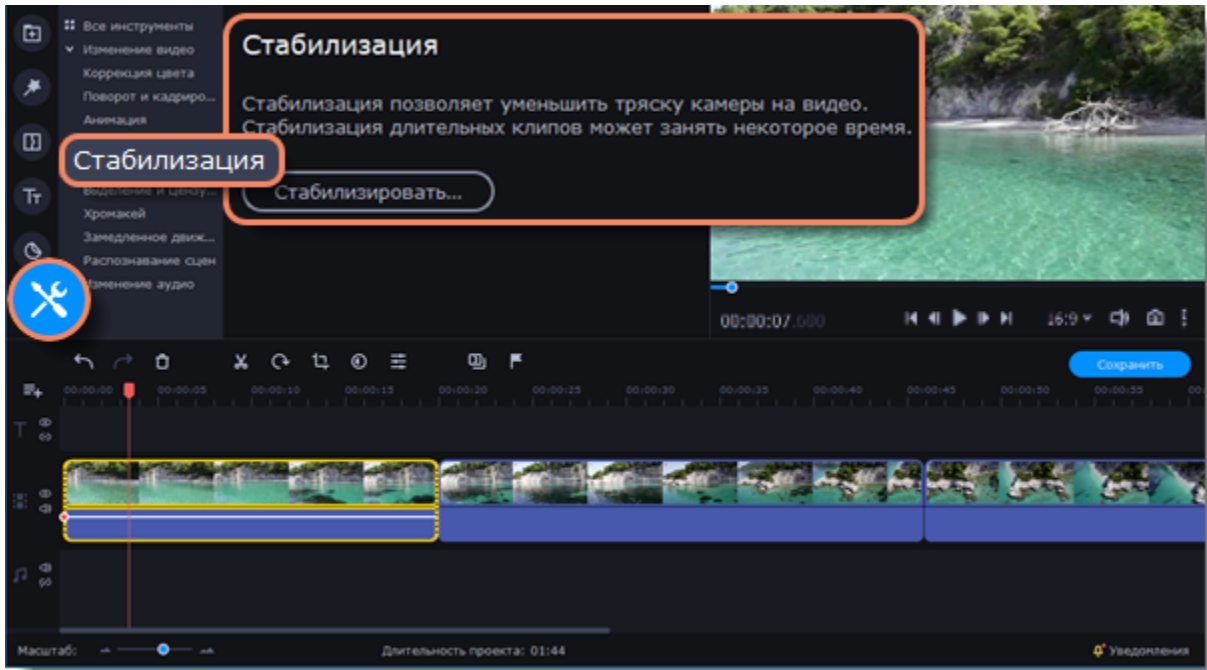 Все инструменты
Изменение видео
Коррекция цвета
Поворот и кадриро...
Анимация
Стабилизация
Выделение и цензу...
Хромакей
Замедленное движ...
Распознавание сцен
Изменение аудио
Стабилизация
Стабилизация позволяет уменьшить тряску камеры на видео.
Стабилизация длительных клипов может занять некоторое время.
Стабилизировать...
00:00:07.600
16:9
Сохранить
00:00:00 00:00:05 00:00:10 00:00:15 00:00:20 00:00:25 00:00:30 00:00:35 00:00:40 00:00:45 00:00:50 00:00:55
Масштаб:
Длительность проекта: 01:44
Уведомления